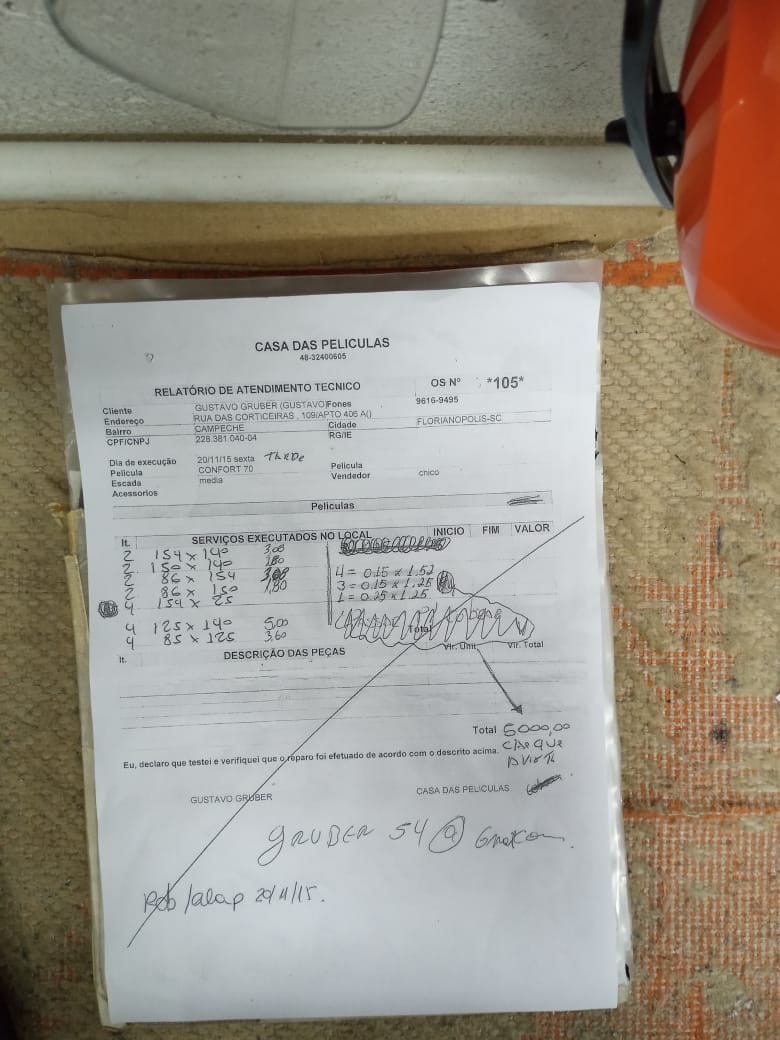 CASA DAS PELICULAS
48-32400605
RELATÓRIO DE ATENDIMENTO TECNICO OS Nº *105*
Cliente GUSTAVO GRUBER (GUSTAVO) Fones 9616-9495
Endereço RUA DAS CORTICEIRAS , 109/APTO 406 A()
Bairro CAMPECHE Cidade FLORIANOPOLIS-SC
CPF/CNPJ 228.381.040-04 RG/IE
Dia de execução 20/11/15 sexta TARDE
Pelicula CONFORT 70 Pelicula
Escada media Vendedor chico
Acessorios
Peliculas
It. SERVIÇOS EXECUTADOS NO LOCAL INICIO FIM VALOR
2 154 x 140 3,08
2 150 x 140
2 86 x 154 4 = 0.15 x 1.52
2 86 x 150 1,80 3 = 0.15 x 1.25
4 154 x 25 1 = 0.25 x 1.25
4 125 x 140 5,00 Total
4 85 x 125 3,60
It. DESCRIÇÃO DAS PEÇAS Vlr. Unit Vlr. Total
Total 5000,00
Eu, declaro que testei e verifiquei que o reparo foi efetuado de acordo com o descrito acima. CHEQUE
AVISTA
GUSTAVO GRUBER CASA DAS PELICULAS
GRUBER 54 @
20/11/15.